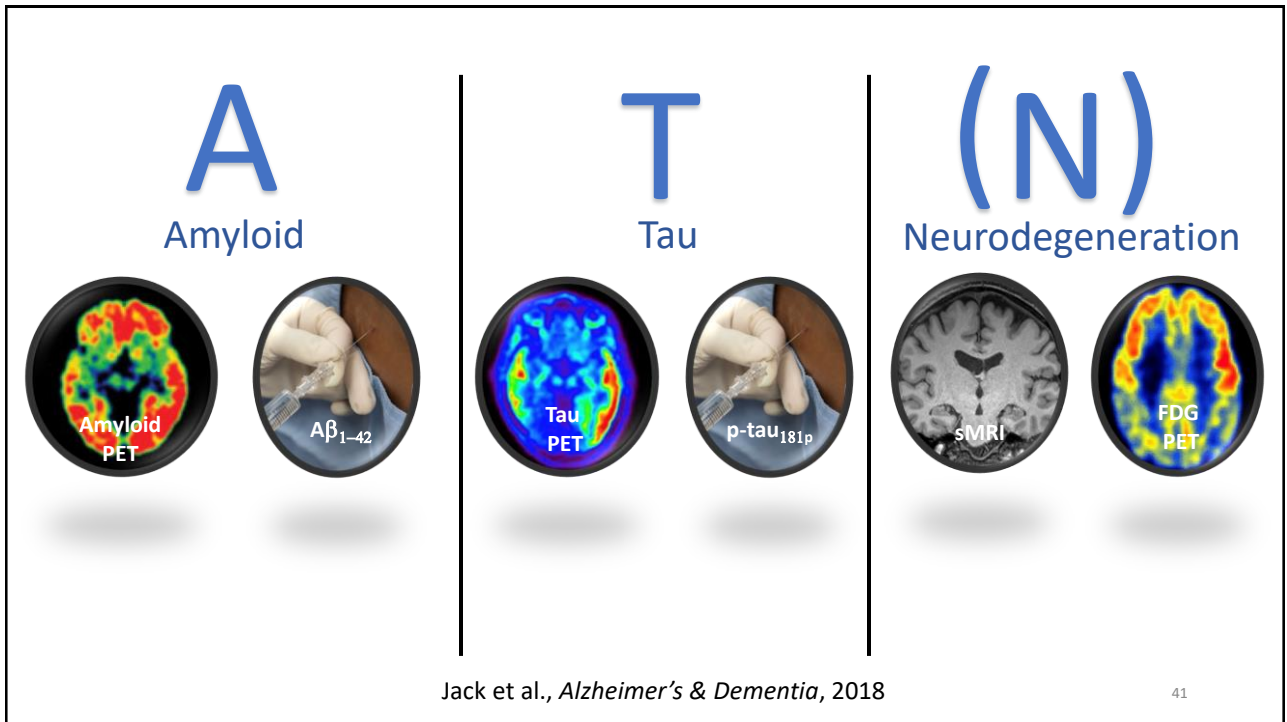 A
Amyloid
Amyloid
PET
Aβ₁₋₄₂
T
Tau
Tau
PET
p-tau₁₈₁ₚ
(N)
Neurodegeneration
sMRI
FDG
PET
Jack et al., Alzheimer's & Dementia, 2018
41